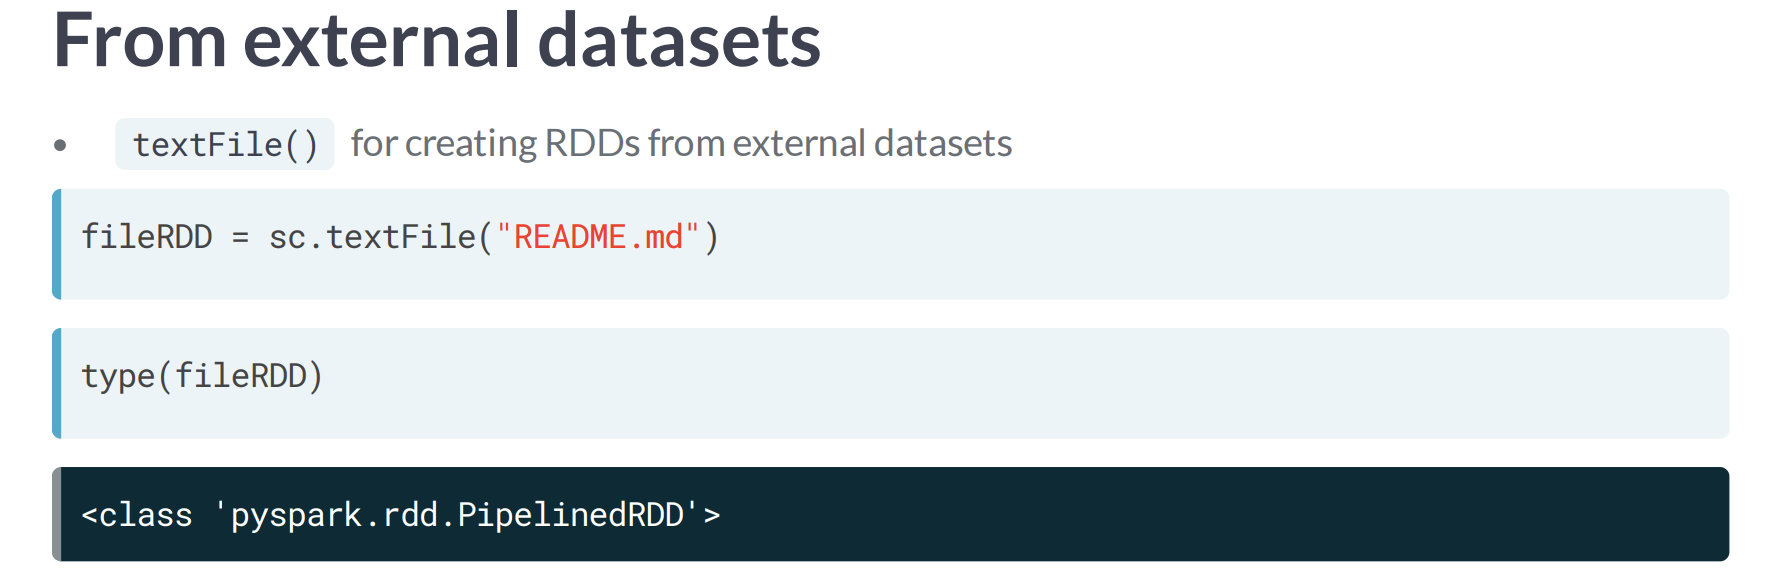 From external datasets
• textFile() for creating RDDs from external datasets
fileRDD = sc.textFile("README.md")
type(fileRDD)
<class 'pyspark.rdd.PipelinedRDD'>